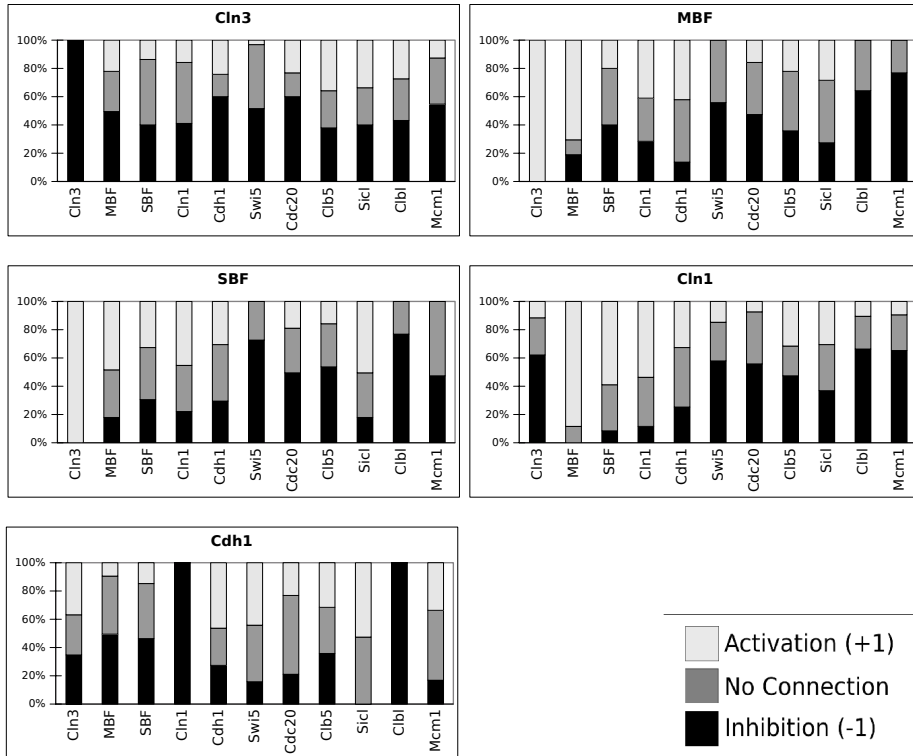 Cln3
100%
80%
60%
40%
20%
0%
Cln3 MBF SBF Cln1 Cdh1 Swi5 Cdc20 Clb5 Sicl Clbl Mcm1
MBF
100%
80%
60%
40%
20%
0%
Cln3 MBF SBF Cln1 Cdh1 Swi5 Cdc20 Clb5 Sicl Clbl Mcm1
SBF
100%
80%
60%
40%
20%
0%
Cln3 MBF SBF Cln1 Cdh1 Swi5 Cdc20 Clb5 Sicl Clbl Mcm1
Cln1
100%
80%
60%
40%
20%
0%
Cln3 MBF SBF Cln1 Cdh1 Swi5 Cdc20 Clb5 Sicl Clbl Mcm1
Cdh1
100%
80%
60%
40%
20%
0%
Cln3 MBF SBF Cln1 Cdh1 Swi5 Cdc20 Clb5 Sicl Clbl Mcm1
Activation (+1)
No Connection
Inhibition (-1)